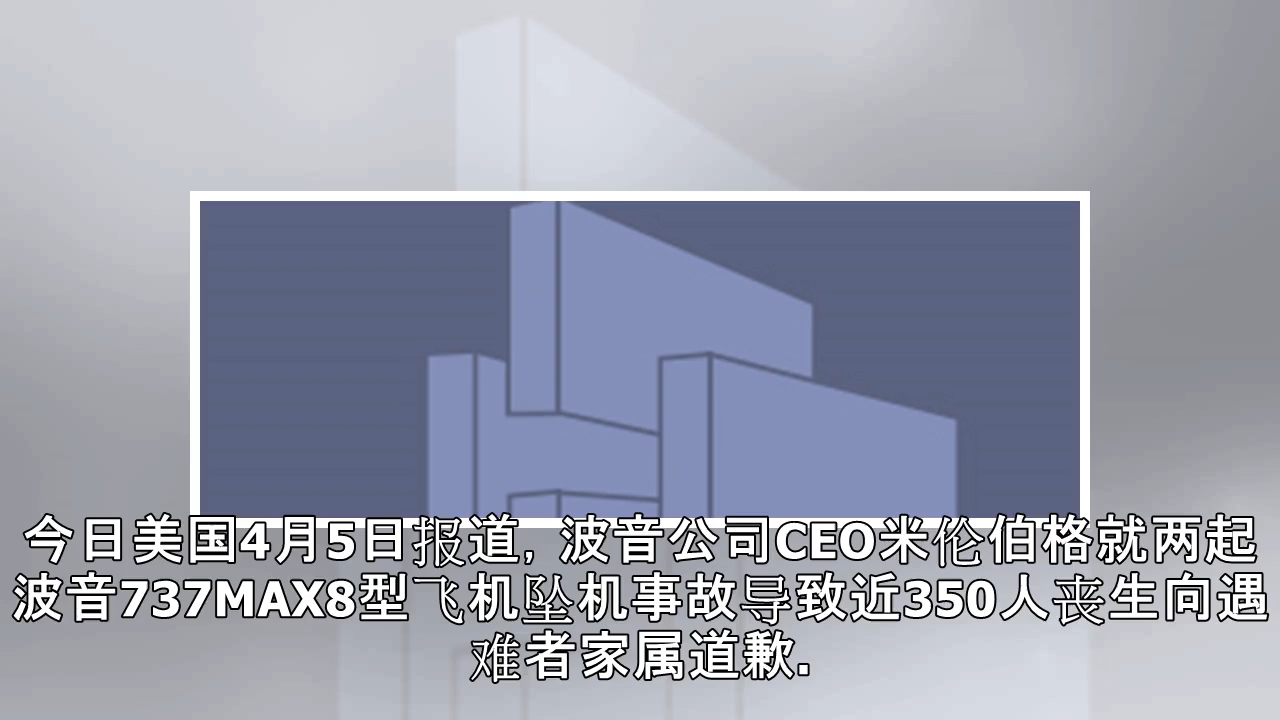 今日美国4月5日报道, 波音公司CEO米伦伯格就两起
波音737MAX8型飞机坠机事故导致近350人丧生向遇
难者家属道歉.